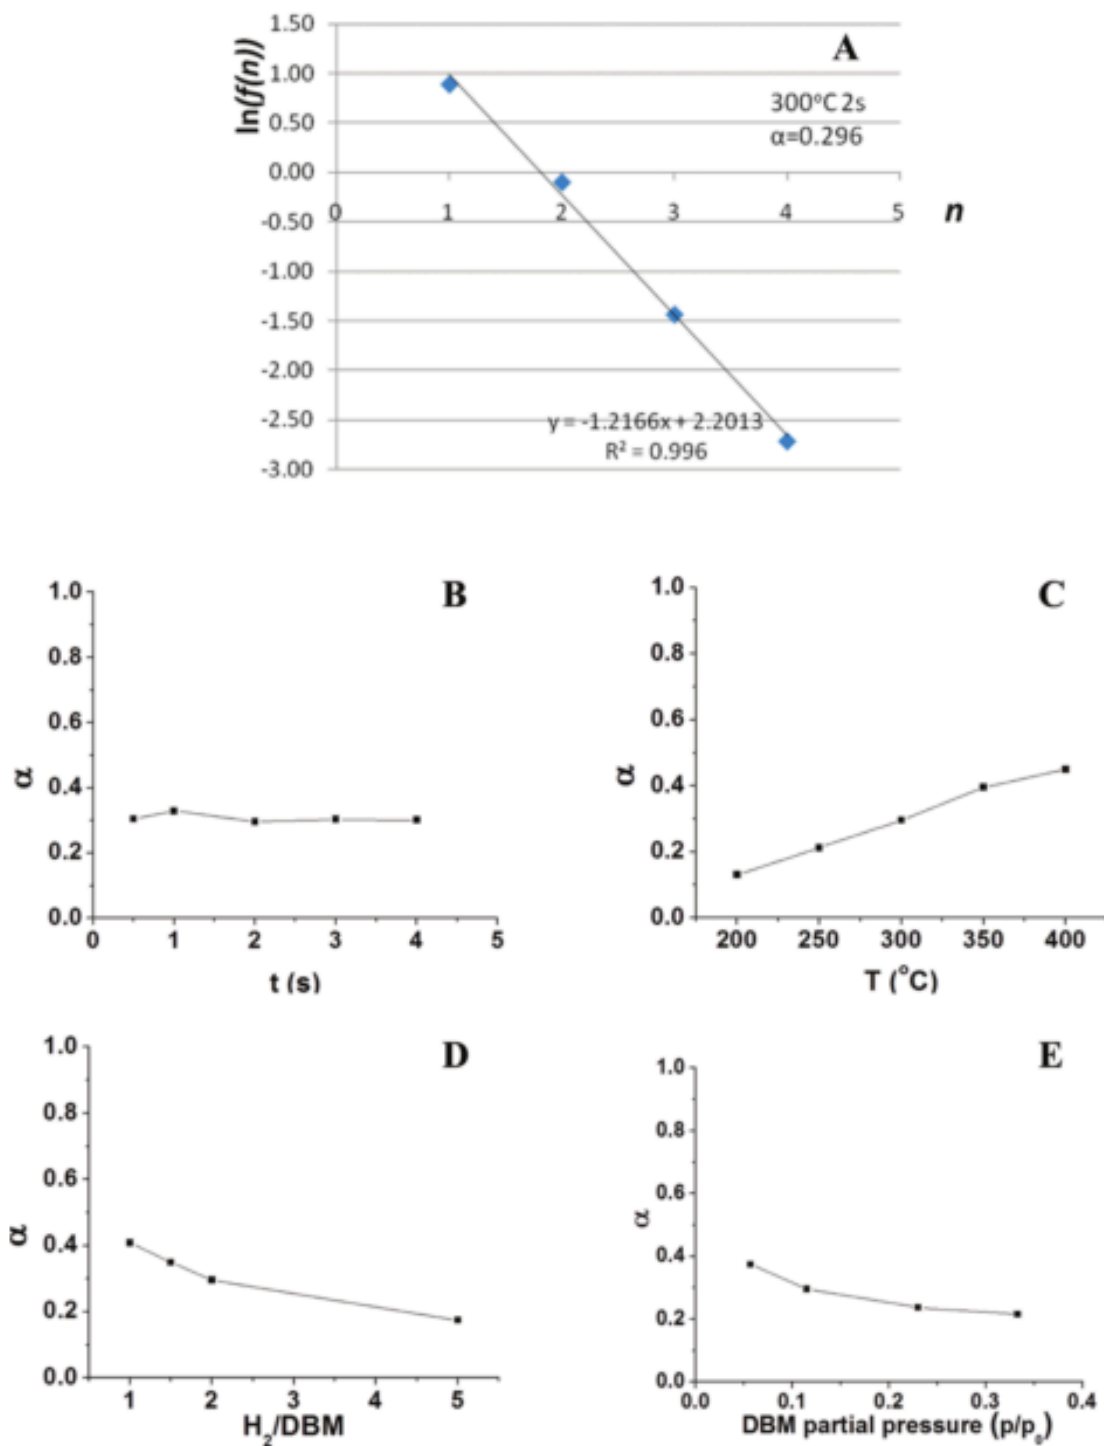 1.50
A
1.00
300°C 2s
0.50
α=0.296
0.00
0 1 2 3 4 5
n
-0.50
-1.00
-1.50
-2.00
-2.50
y = -1.2166x + 2.2013
R² = 0.996
-3.00
ln(f(n))
B
1.0
0.8
0.6
0.4
0.2
0.0
α
0 1 2 3 4 5
t (s)
C
1.0
0.8
0.6
0.4
0.2
0.0
α
200 250 300 350 400
T (°C)
D
1.0
0.8
0.6
0.4
0.2
0.0
α
1 2 3 4 5
H₂/DBM
E
1.0
0.8
0.6
0.4
0.2
0.0
α
0.0 0.1 0.2 0.3 0.4
DBM partial pressure (p/p₀)